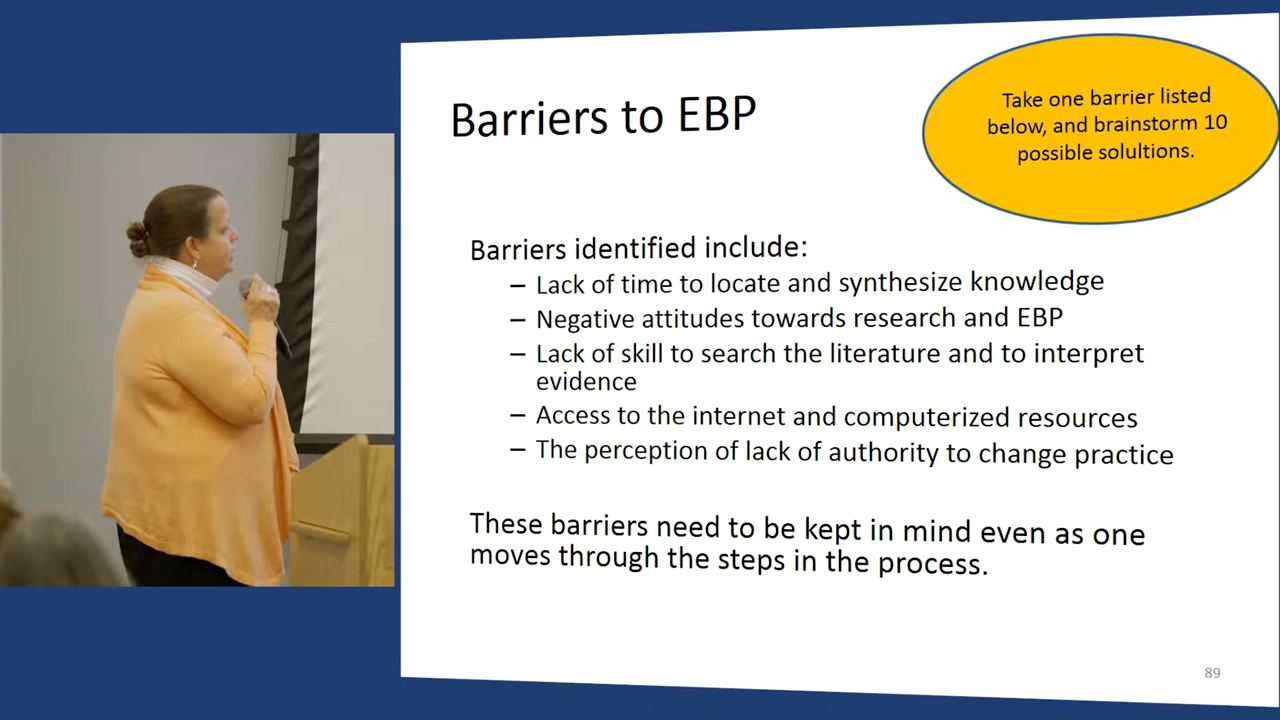 Barriers to EBP
Take one barrier listed
below, and brainstorm 10
possible solultions.
Barriers identified include:
– Lack of time to locate and synthesize knowledge
– Negative attitudes towards research and EBP
– Lack of skill to search the literature and to interpret
evidence
– Access to the internet and computerized resources
– The perception of lack of authority to change practice
These barriers need to be kept in mind even as one
moves through the steps in the process.
89